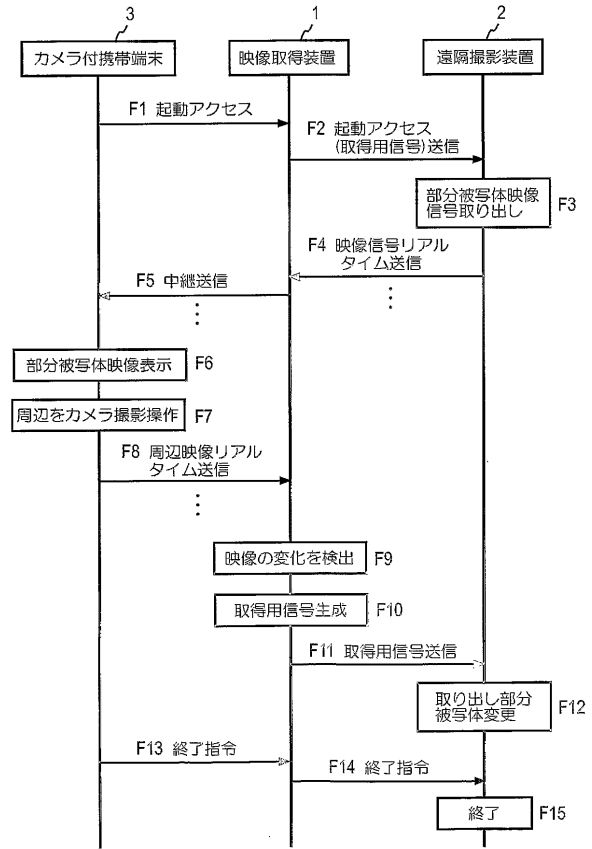 3
1
2
カメラ付携帯端末
映像取得装置
遠隔撮影装置
F1 起動アクセス
F2 起動アクセス
(取得用信号)送信
部分被写体映像
信号取り出し
F3
F4 映像信号リアル
タイム送信
F5 中継送信
部分被写体映像表示
F6
周辺をカメラ撮影操作
F7
F8 周辺映像リアル
タイム送信
映像の変化を検出
F9
取得用信号生成
F10
F11 取得用信号送信
取り出し部分
被写体変更
F12
F13 終了指令
F14 終了指令
終了
F15